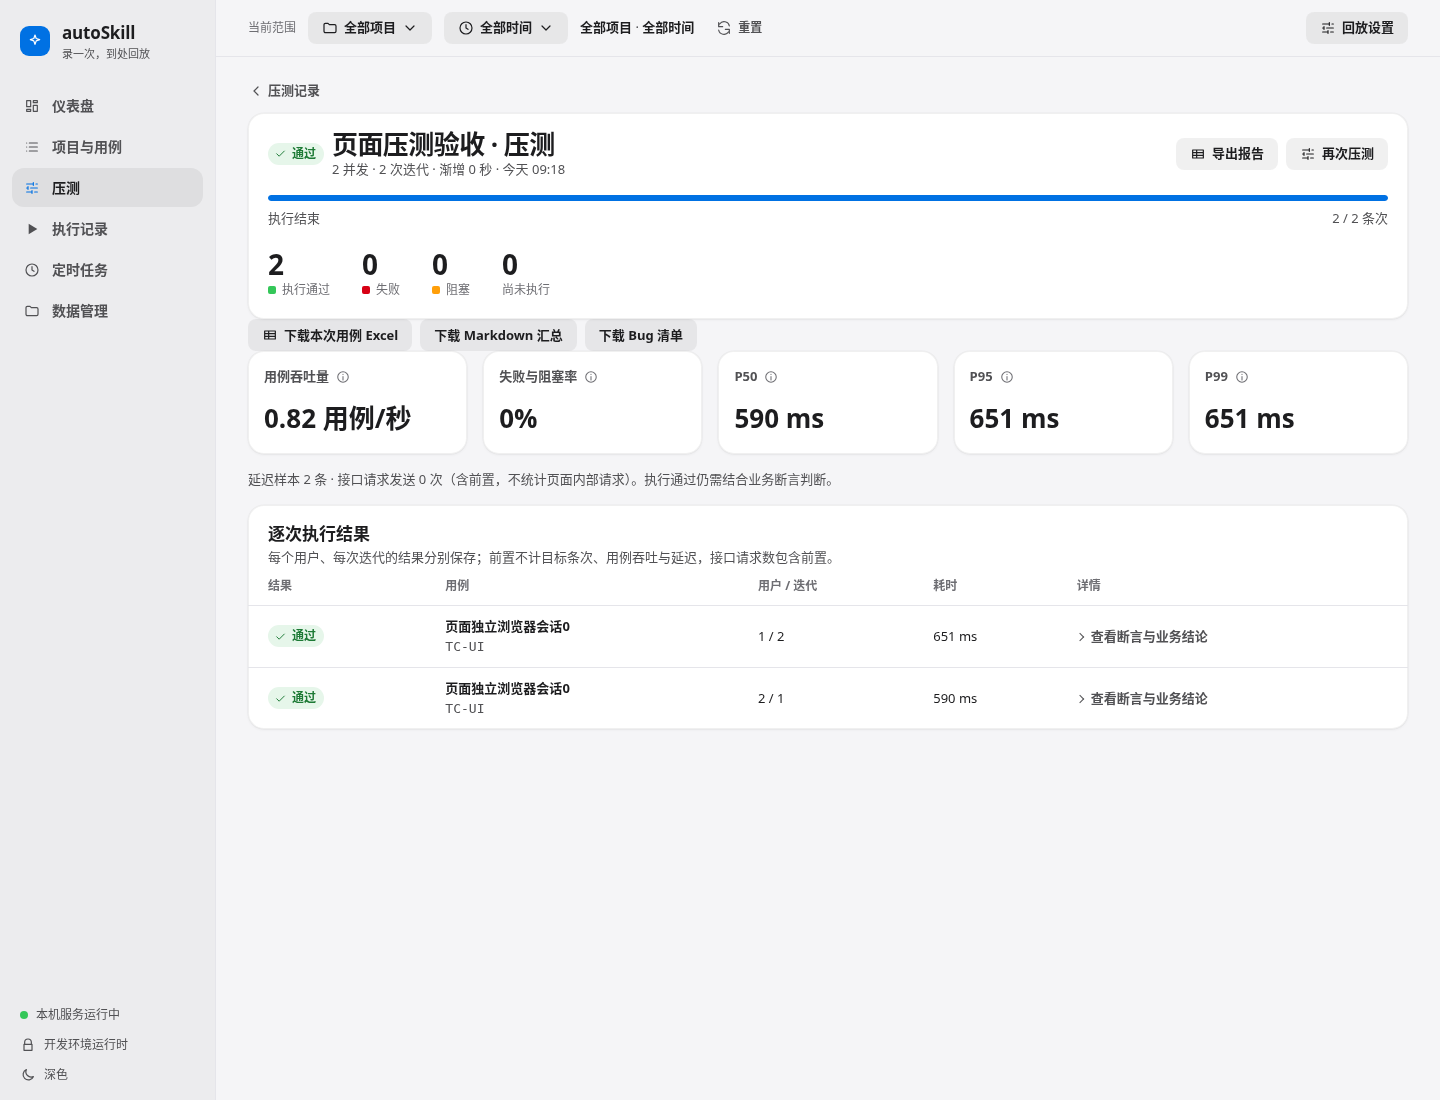 autoSkill
录一次，到处回放
仪表盘
项目与用例
压测
执行记录
定时任务
数据管理
本机服务运行中
开发环境运行时
深色
当前范围
全部项目
全部时间
全部项目 · 全部时间
重置
回放设置
压测记录
通过
页面压测验收 · 压测
2 并发 · 2 次迭代 · 渐增 0 秒 · 今天 09:18
导出报告
再次压测
执行结束
2 / 2 条次
2
执行通过
0
失败
0
阻塞
0
尚未执行
下载本次用例 Excel
下载 Markdown 汇总
下载 Bug 清单
用例吞吐量
0.82 用例/秒
失败与阻塞率
0%
P50
590 ms
P95
651 ms
P99
651 ms
延迟样本 2 条 · 接口请求发送 0 次（含前置，不统计页面内部请求）。执行通过仍需结合业务断言判断。
逐次执行结果
每个用户、每次迭代的结果分别保存；前置不计目标条次、用例吞吐与延迟，接口请求数包含前置。
结果 用例 用户 / 迭代 耗时 详情
通过 页面独立浏览器会话0 1 / 2 651 ms 查看断言与业务结论
TC-UI
通过 页面独立浏览器会话0 2 / 1 590 ms 查看断言与业务结论
TC-UI